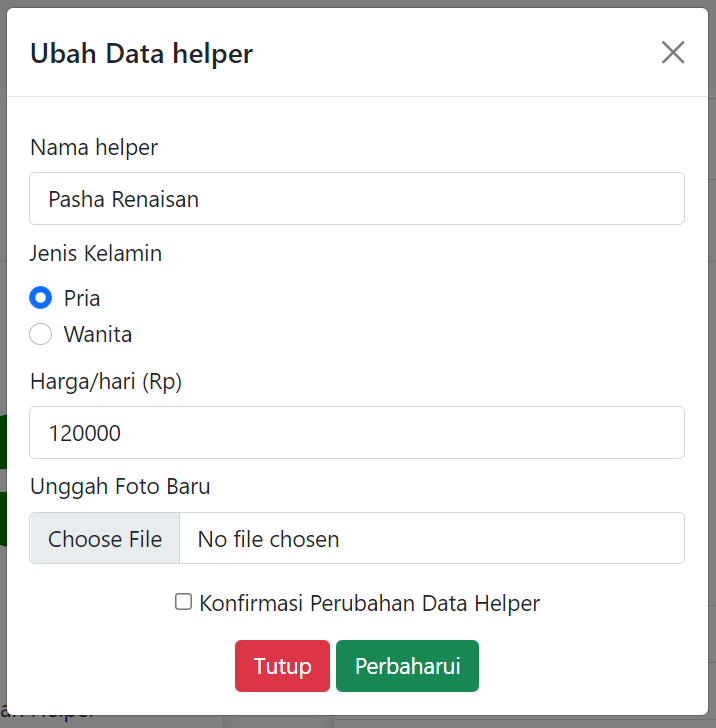 Ubah Data helper
Nama helper
Pasha Renaisan
Jenis Kelamin
Pria
Wanita
Harga/hari (Rp)
120000
Unggah Foto Baru
Choose File No file chosen
Konfirmasi Perubahan Data Helper
Tutup Perbaharui